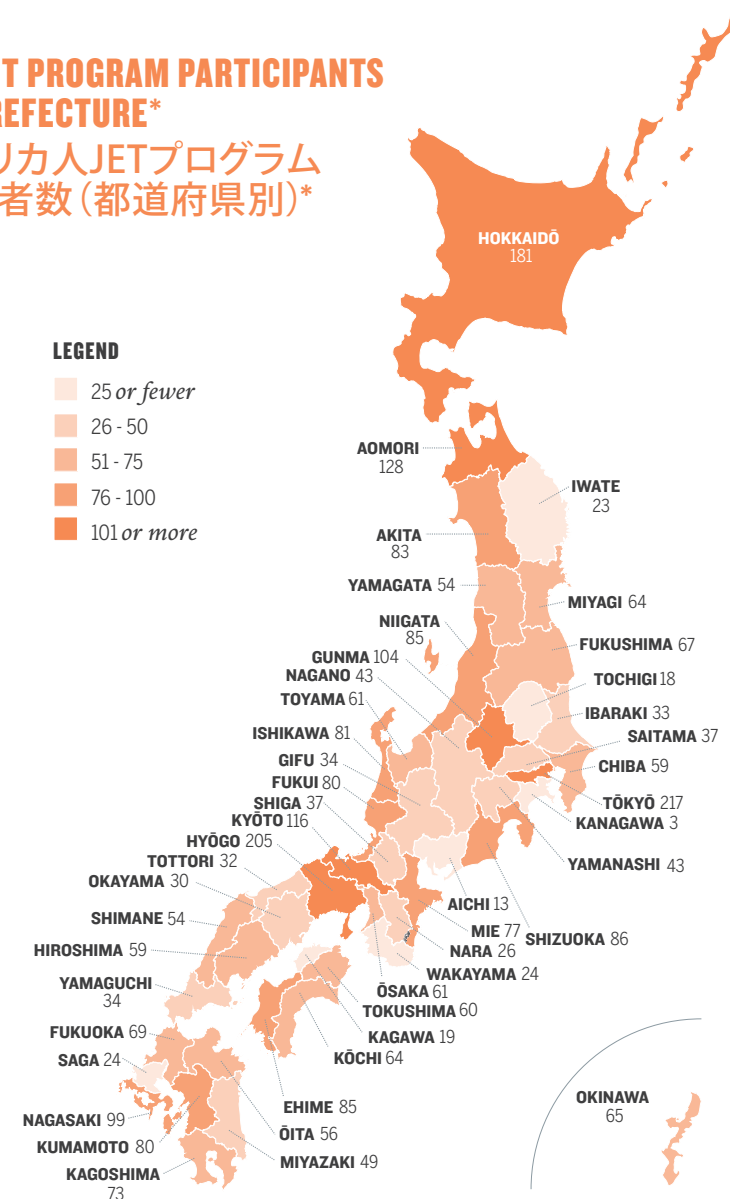 T PROGRAM PARTICIPANTS
REFECTURE*
リカ人JETプログラム
者数（都道府県別）*
HOKKAIDŌ
181
LEGEND
25 or fewer
26 - 50
51 - 75
76 - 100
101 or more
AOMORI
128
IWATE
23
AKITA
83
YAMAGATA 54
MIYAGI 64
NIIGATA
85
FUKUSHIMA 67
GUNMA 104
NAGANO 43
TOCHIGI 18
TOYAMA 61
IBARAKI 33
ISHIKAWA 81
SAITAMA 37
GIFU 34
CHIBA 59
FUKUI 80
SHIGA 37
TŌKYŌ 217
KYŌTO 116
KANAGAWA 3
HYŌGO 205
TOTTORI 32
YAMANASHI 43
OKAYAMA 30
AICHI 13
SHIMANE 54
MIE 77
SHIZUOKA 86
HIROSHIMA 59
NARA 26
WAKAYAMA 24
YAMAGUCHI
34
ŌSAKA 61
TOKUSHIMA 60
FUKUOKA 69
KAGAWA 19
SAGA 24
KŌCHI 64
OKINAWA
65
EHIME 85
NAGASAKI 99
ŌITA 56
KUMAMOTO 80
MIYAZAKI 49
KAGOSHIMA
73